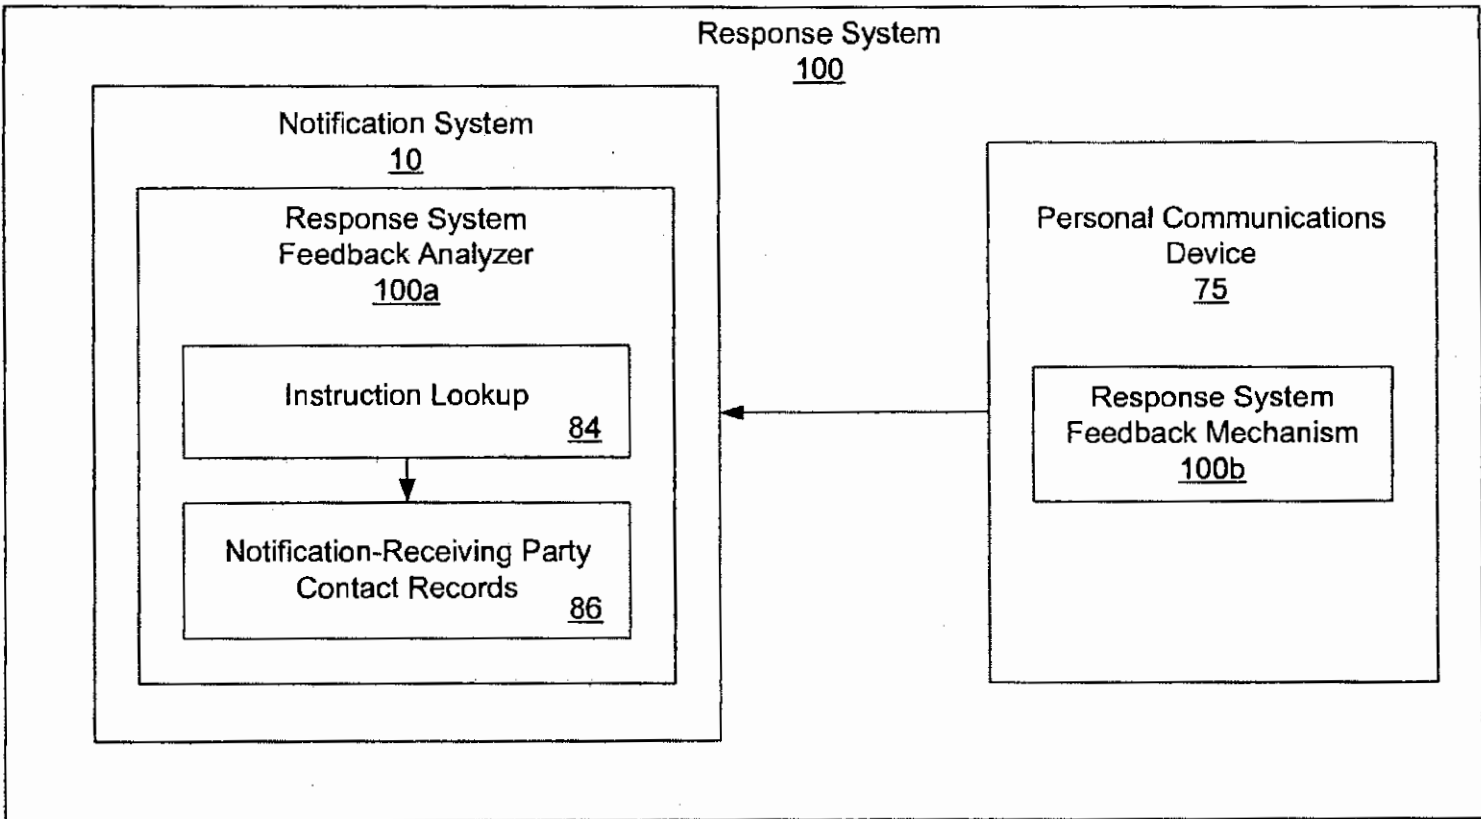 Response System
100
Notification System
10
Response System
Feedback Analyzer
100a
Instruction Lookup
84
Notification-Receiving Party
Contact Records
86
Personal Communications
Device
75
Response System
Feedback Mechanism
100b